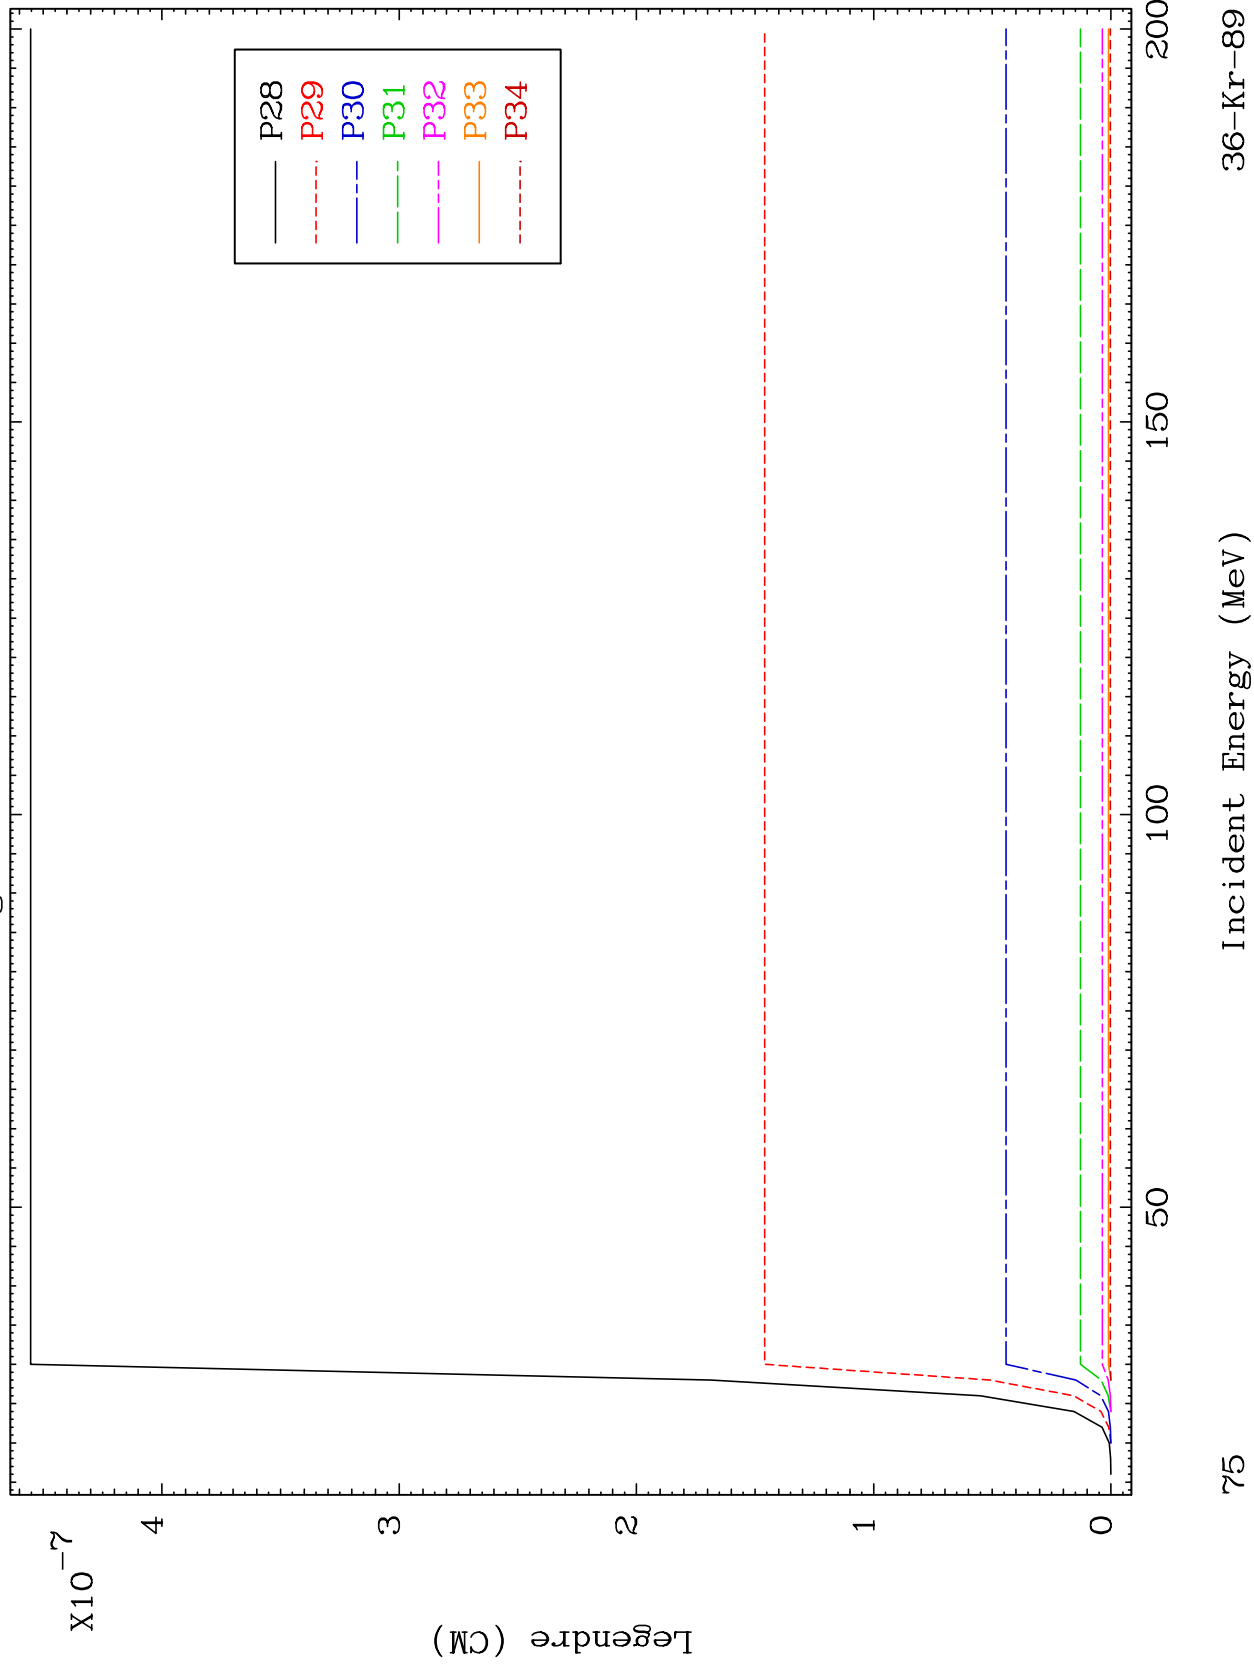 X10-7
4
3
2
1
0
Legendre (CM)
P28
P29
P30
P31
P32
P33
P34
50
100
150
200
75
Incident Energy (MeV)
36-Kr-89